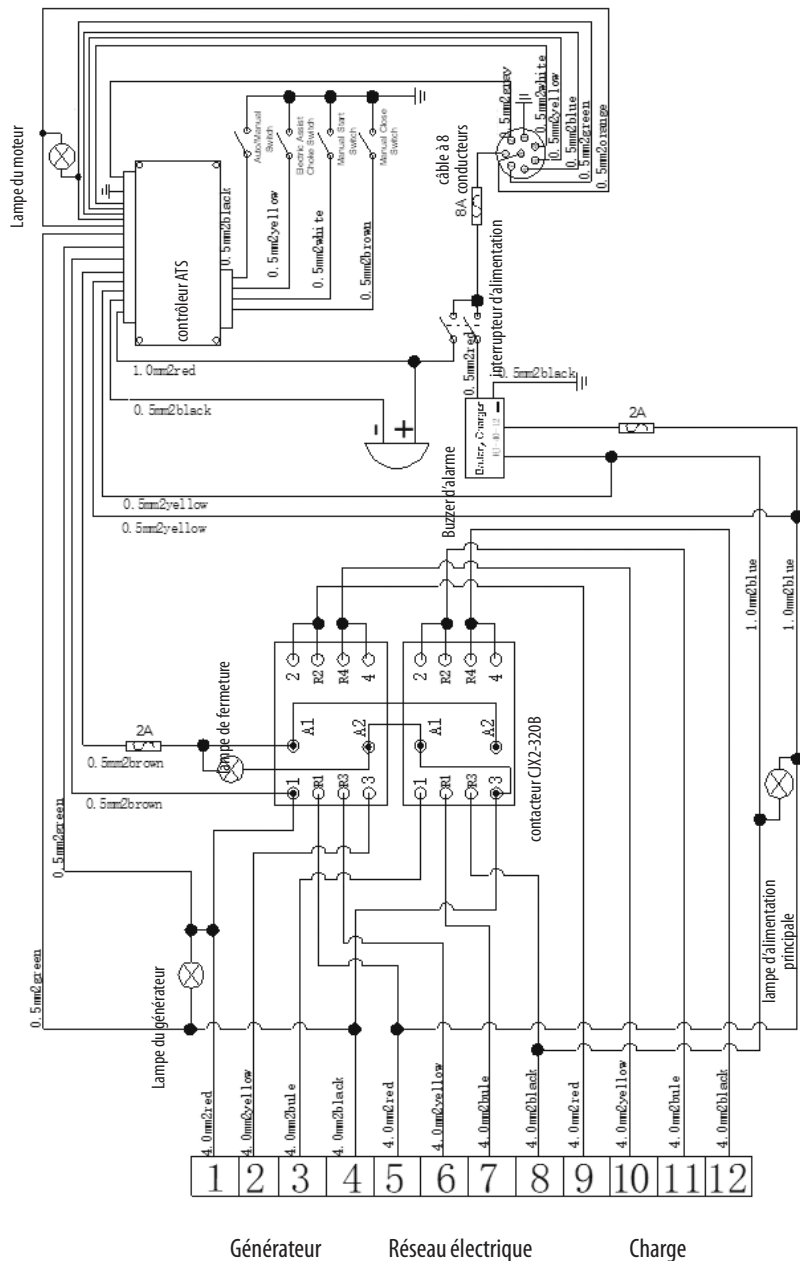 Lampe du moteur
contrôleur ATS
0.5mm2black
0.5mm2yellow
0.5mm2white
0.5mm2brown
Auto/Manual
Switch
Electric Assist
Choke Switch
Manual Start
Switch
Manual Close
Switch
câble à 8
conducteurs
8A
0.5mm2gray
0.5mm2white
0.5mm2yellow
0.5mm2blue
0.5mm2green
0.5mm2orange
interrupteur d'alimentation
0.5mm2red
0.5mm2black
1.0mm2red
0.5mm2black
-
+
Battery Charger
2A
Buzzer d'alarme
0.5mm2yellow
0.5mm2yellow
1.0mm2blue
1.0mm2blue
2
R2
R4
4
A1
A2
1
R1
R3
3
2
R2
R4
4
A1
A2
1
R1
R3
3
lampe de fermeture
2A
0.5mm2brown
0.5mm2brown
contacteur CJX2-320B
0.5mm2green
0.5mm2green
Lampe du générateur
lampe d'alimentation
principale
4.0mm2red
4.0mm2yellow
4.0mm2bule
4.0mm2black
4.0mm2red
4.0mm2yellow
4.0mm2bule
4.0mm2black
4.0mm2red
4.0mm2yellow
4.0mm2bule
4.0mm2black
1 2 3 4 5 6 7 8 9 10 11 12
Générateur Réseau électrique Charge